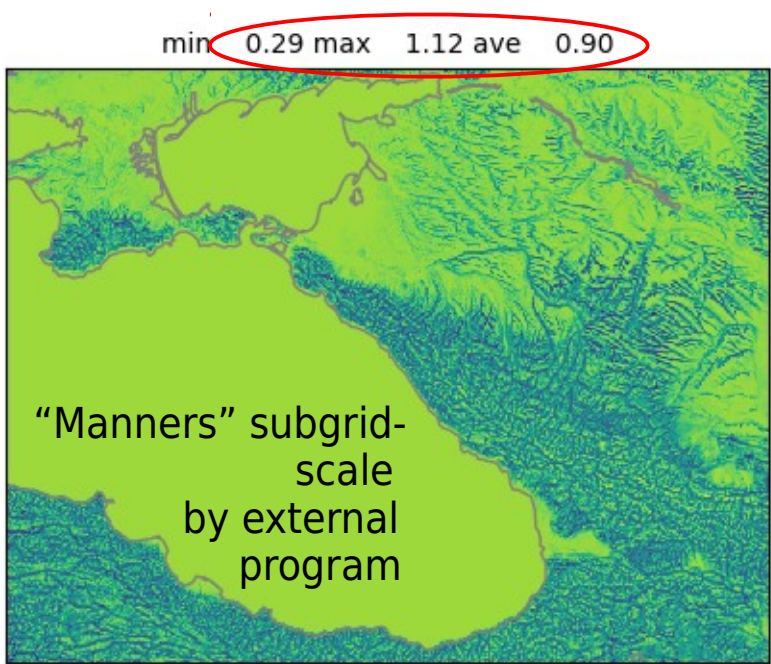 min 0.29 max 1.12 ave 0.90
“Manners” subgrid-
scale
by external
program